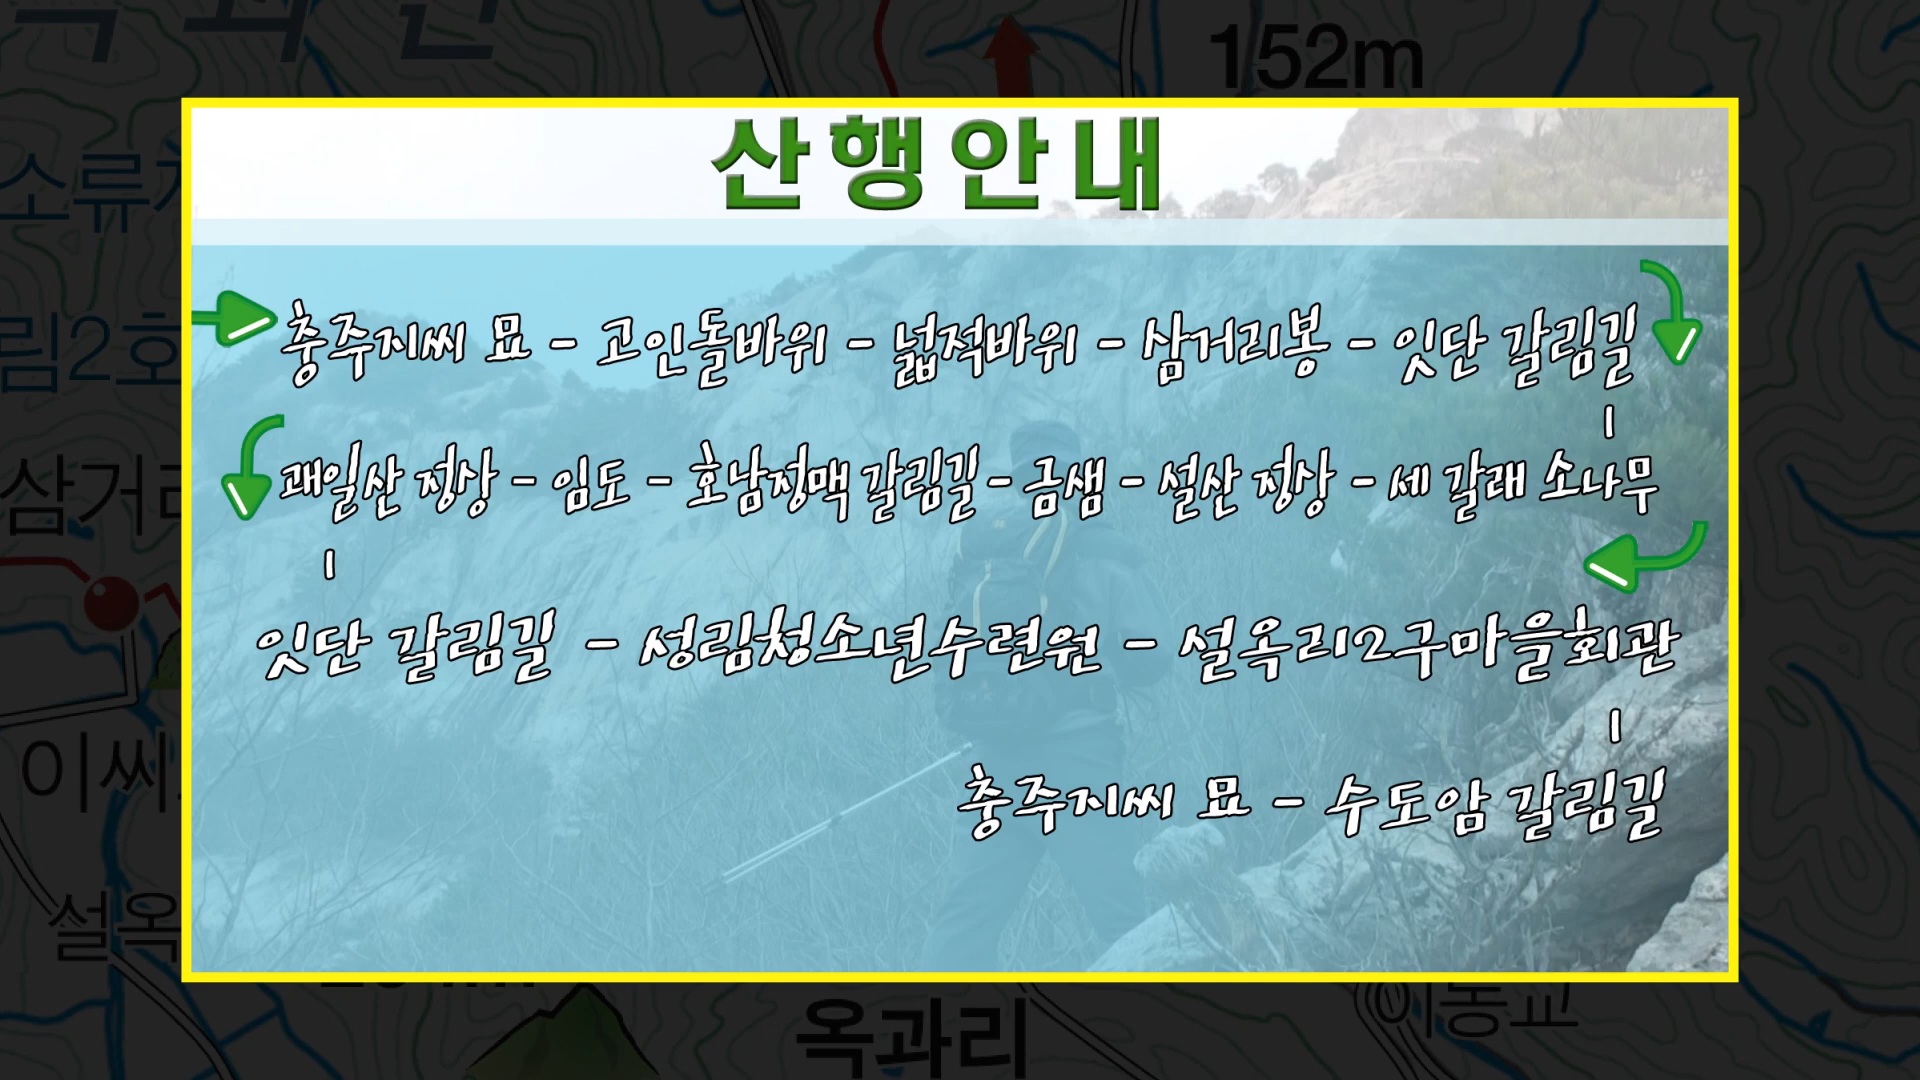 152m
소류
림2호
산행안내
충주지씨 묘 - 고인돌바위 - 넓적바위 - 삼거리봉 - 잇단 갈림길
삼거리
괘일산 정상 - 임도 - 호남정맥 갈림길 - 금샘 - 설산 정상 - 세 갈래 소나무
잇단 갈림길 - 성림청소년수련원 - 설옥리2구마을회관
이씨
충주지씨 묘 - 수도암 갈림길
설옥
옥과리